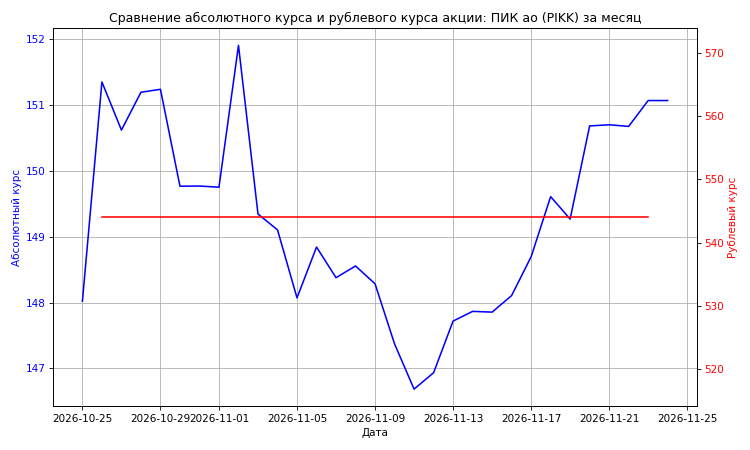 Сравнение абсолютного курса и рублевого курса акции: ПИК ао (PIKK) за месяц
152
151
150
149
148
147
Абсолютный курс
570
560
550
540
530
520
Рублевый курс
2026-10-25 2026-10-29 2026-11-01 2026-11-05 2026-11-09 2026-11-13 2026-11-17 2026-11-21 2026-11-25
Дата